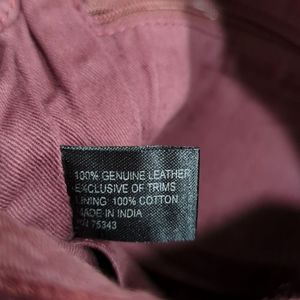 100% GENUINE LEATHER
EXCLUSIVE OF TRIMS
LINING: 100% COTTON
MADE IN INDIA
75343